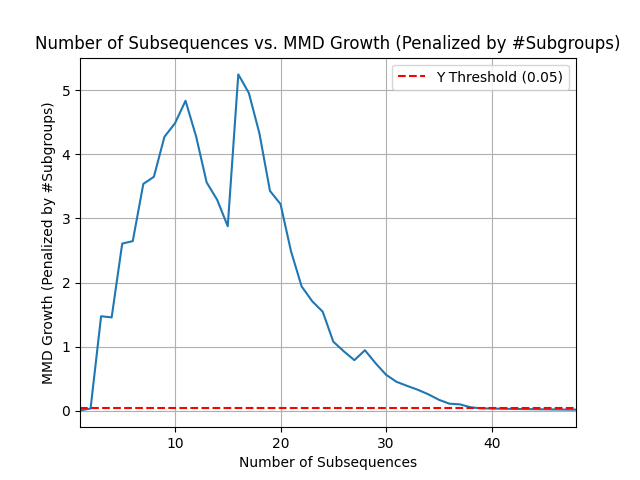 Number of Subsequences vs. MMD Growth (Penalized by #Subgroups)
Y Threshold (0.05)
MMD Growth (Penalized by #Subgroups)
5
4
3
2
1
0
10 20 30 40
Number of Subsequences